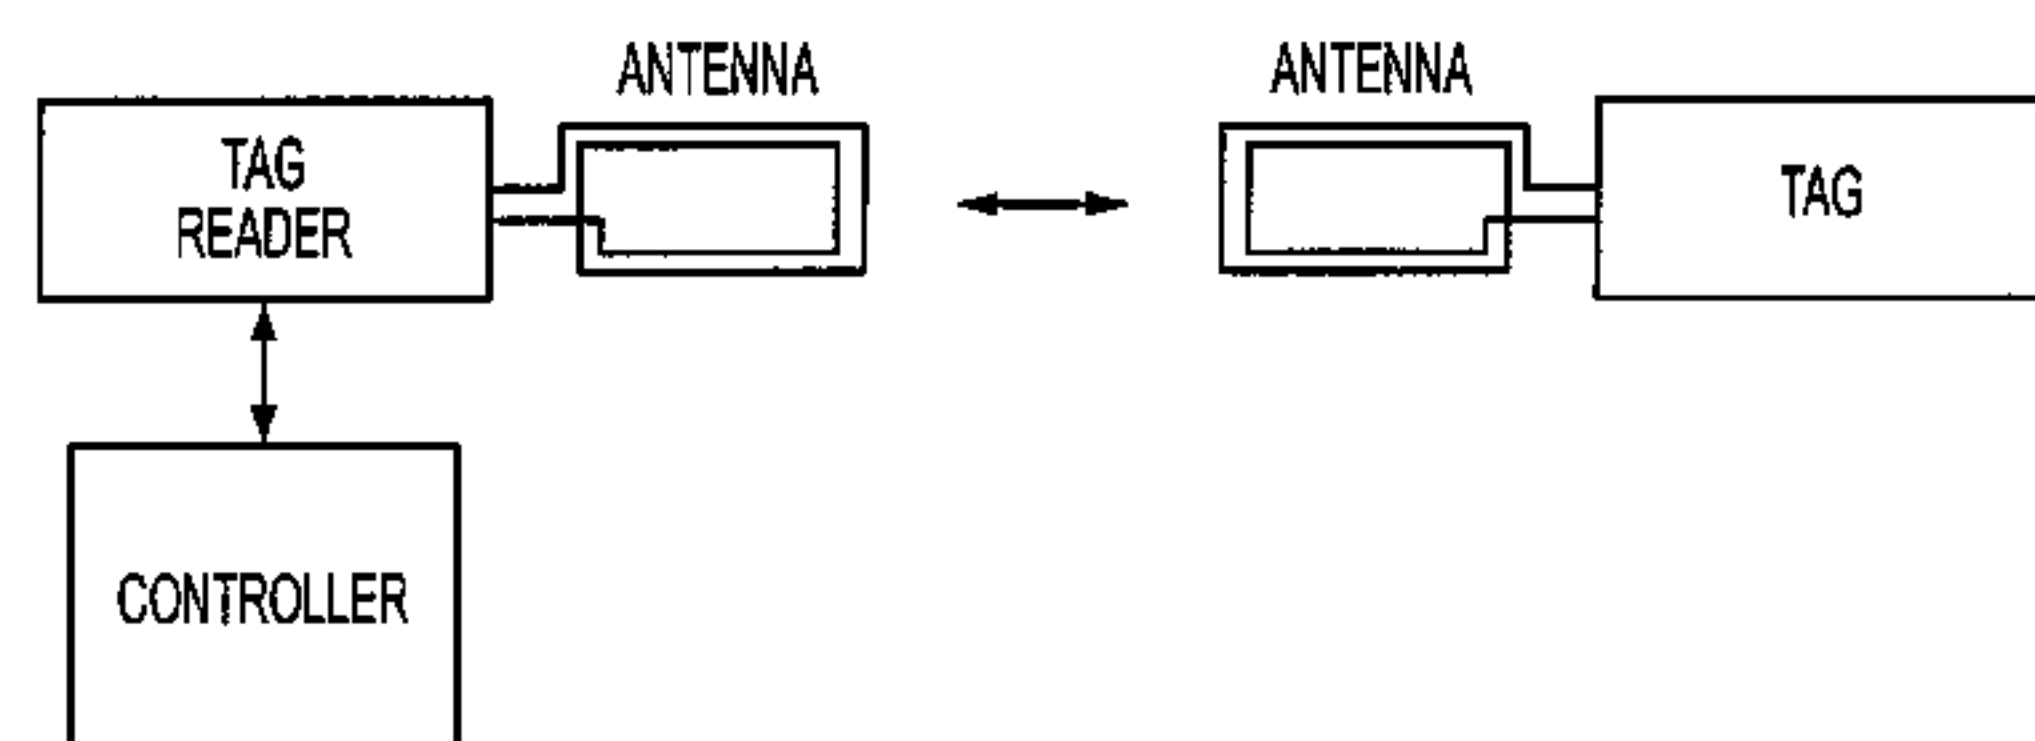 ANTENNA
ANTENNA
TAG
READER
TAG
CONTROLLER